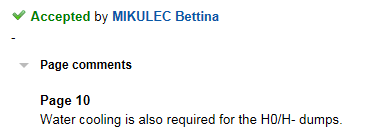 Accepted by MIKULEC Bettina
-
Page comments
Page 10
Water cooling is also required for the H0/H- dumps.